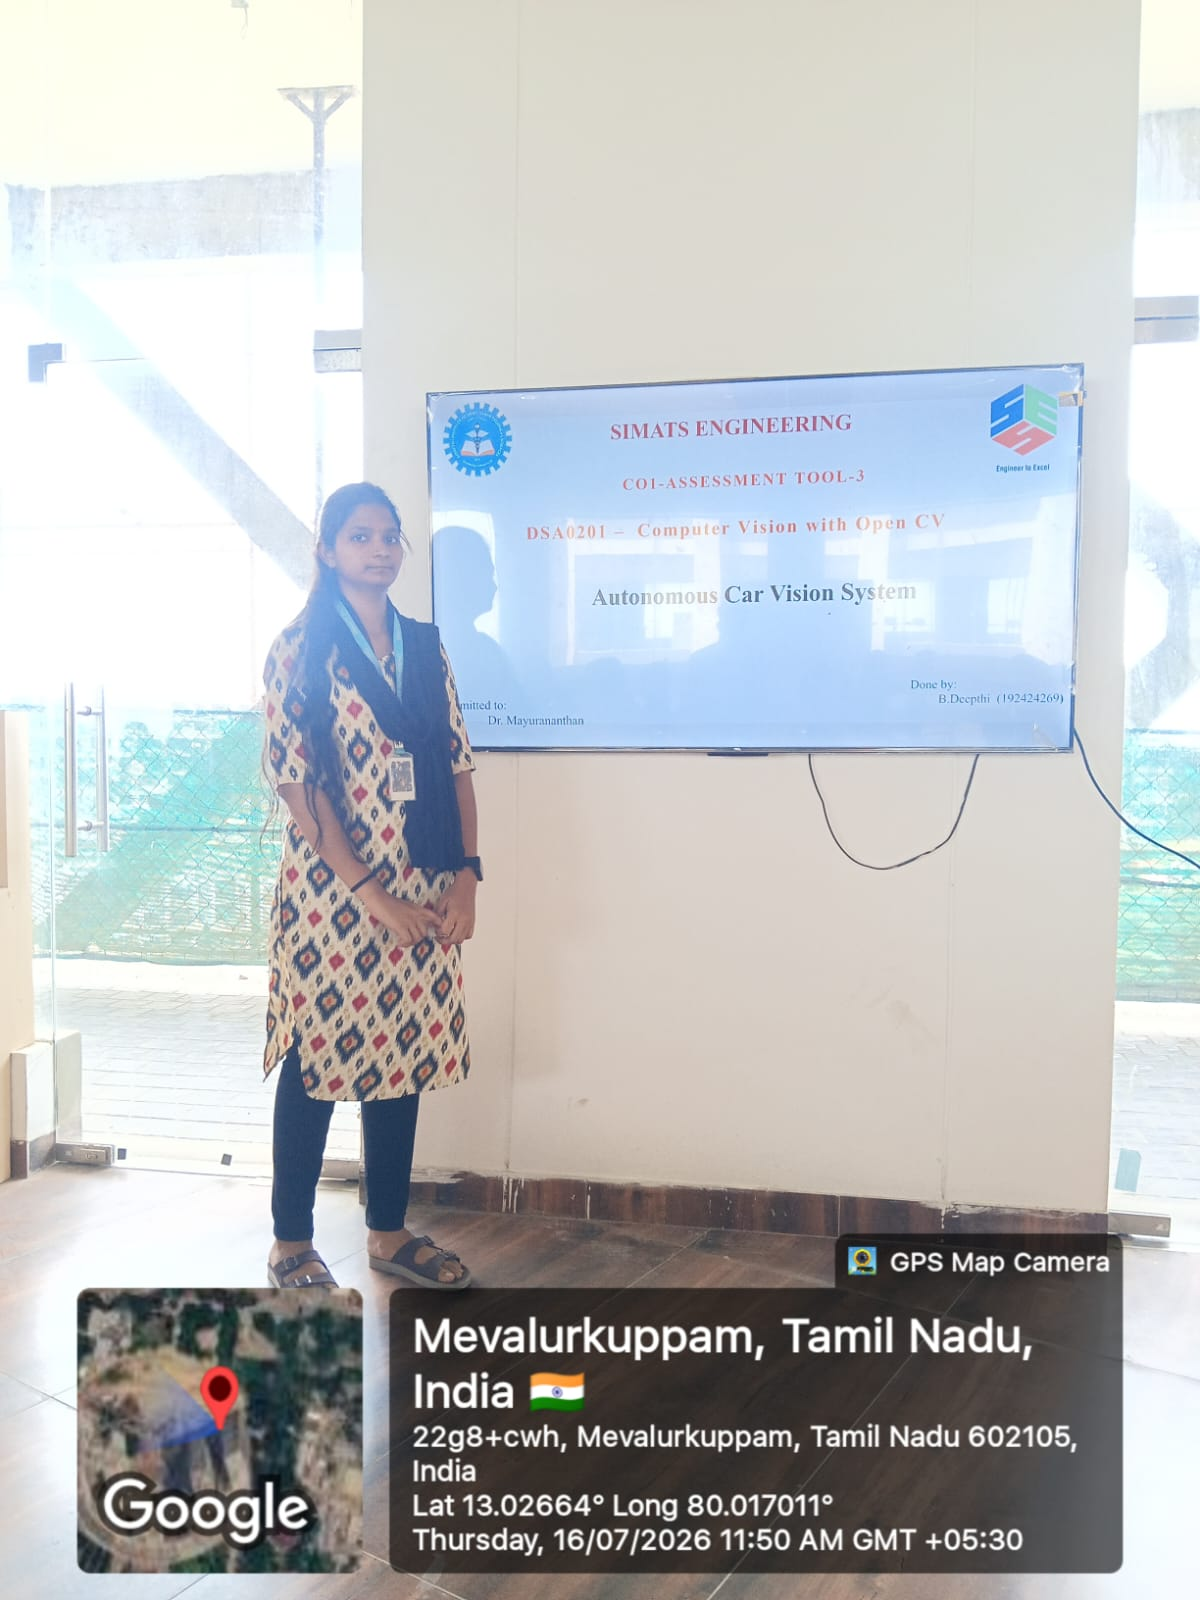 SIMATS ENGINEERING
Engineer to Excel
CO1-ASSESSMENT TOOL-3
DSA0201 – Computer Vision with Open CV
Autonomous Car Vision System
Done by:
B.Deepthi (192424269)
mitted to:
Dr. Mayurananthan
GPS Map Camera
Mevalurkuppam, Tamil Nadu,
India 🇮🇳
22g8+cwh, Mevalurkuppam, Tamil Nadu 602105,
India
Lat 13.02664° Long 80.017011°
Thursday, 16/07/2026 11:50 AM GMT +05:30
Google